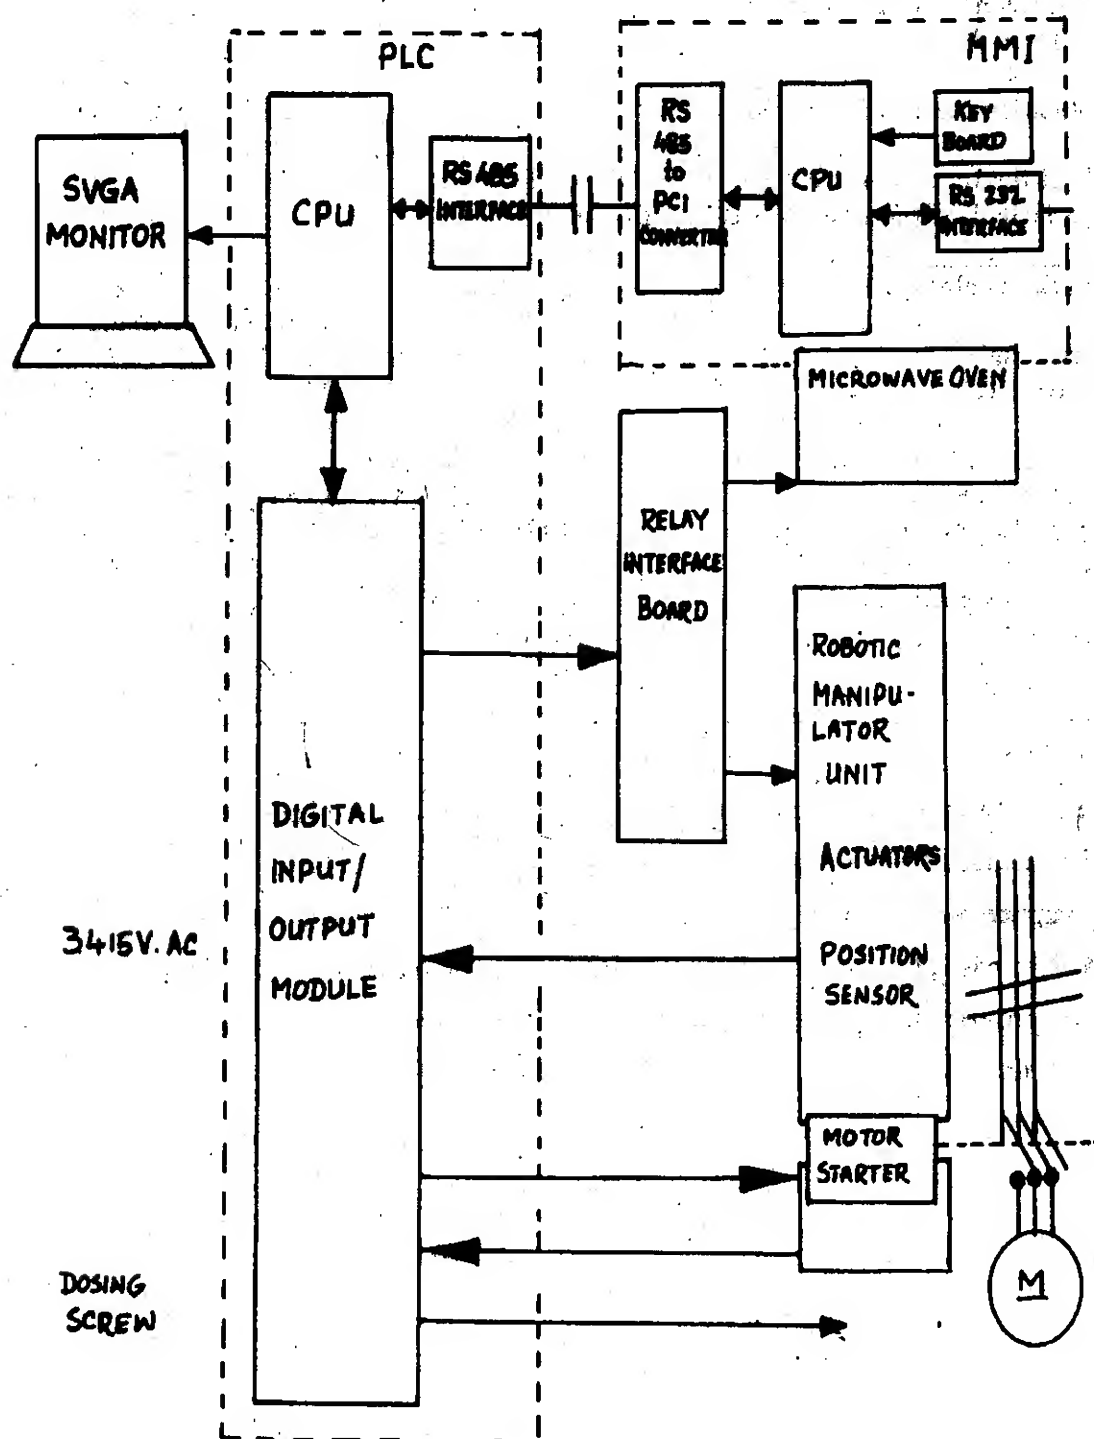 PLC
MMI
SVGA
MONITOR
CPU
RS 485
INTERFACE
RS
485
to
PCI
CONVERTER
CPU
KEY
BOARD
RS 232
INTERFACE
MICROWAVE OVEN
RELAY
INTERFACE
BOARD
ROBOTIC
MANIPU-
LATOR
UNIT
ACTUATORS
POSITION
SENSOR
DIGITAL
INPUT/
OUTPUT
MODULE
3415V. AC
MOTOR
STARTER
DOSING
SCREW
M